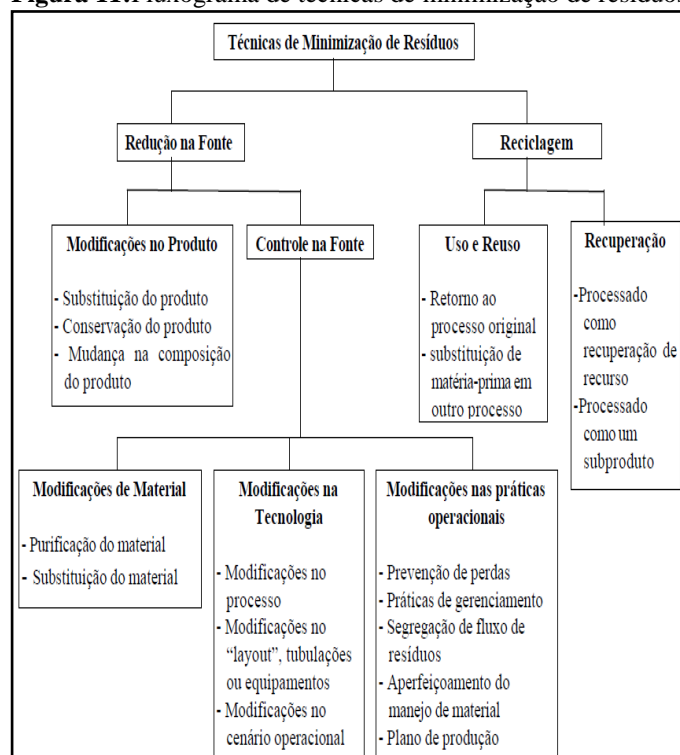 Figura 11:Fluxograma de técnicas de minimização de resíduos
Técnicas de Minimização de Resíduos
Redução na Fonte
Reciclagem
Modificações no Produto
- Substituição do produto
- Conservação do produto
- Mudança na composição
do produto
Controle na Fonte
Uso e Reuso
- Retorno ao
processo original
- substituição de
matéria-prima em
outro processo
Recuperação
-Processado
como
recuperação de
recurso
-Processado
como um
subproduto
Modificações de Material
- Purificação do material
- Substituição do material
Modificações na
Tecnologia
- Modificações no
processo
- Modificações no
“layout”, tubulações
ou equipamentos
- Modificações no
cenário operacional
Modificações nas práticas
operacionais
- Prevenção de perdas
- Práticas de gerenciamento
- Segregação de fluxo de
resíduos
- Aperfeiçoamento do
manejo de material
- Plano de produção